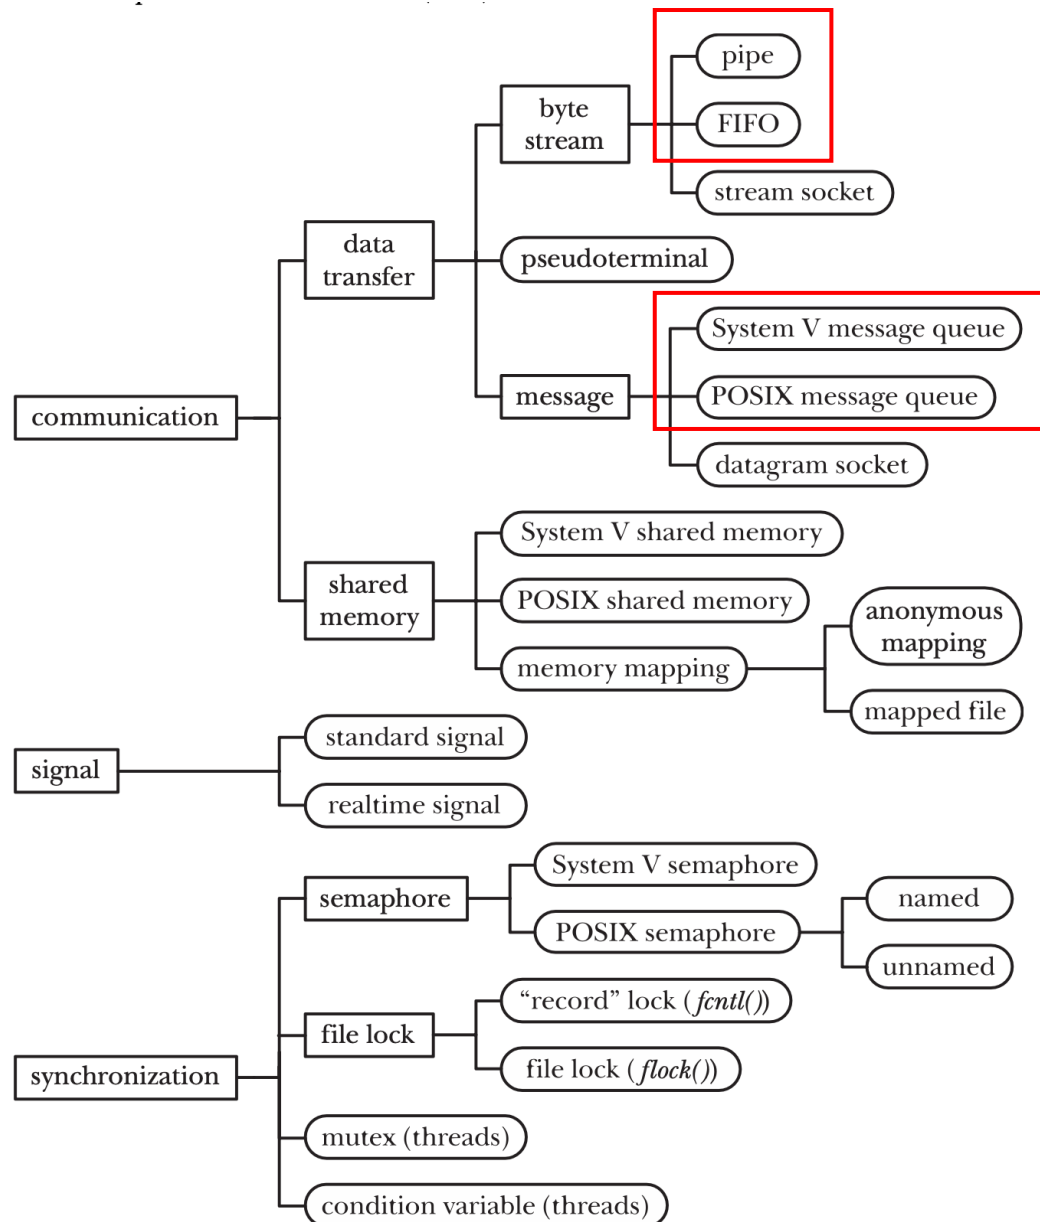 pipe
byte
stream
FIFO
stream socket
data
transfer
pseudoterminal
System V message queue
message
POSIX message queue
communication
datagram socket
System V shared memory
shared
memory
POSIX shared memory
anonymous
mapping
memory mapping
mapped file
standard signal
signal
realtime signal
System V semaphore
semaphore
named
POSIX semaphore
unnamed
“record” lock (fcntl())
file lock
file lock (flock())
synchronization
mutex (threads)
condition variable (threads)